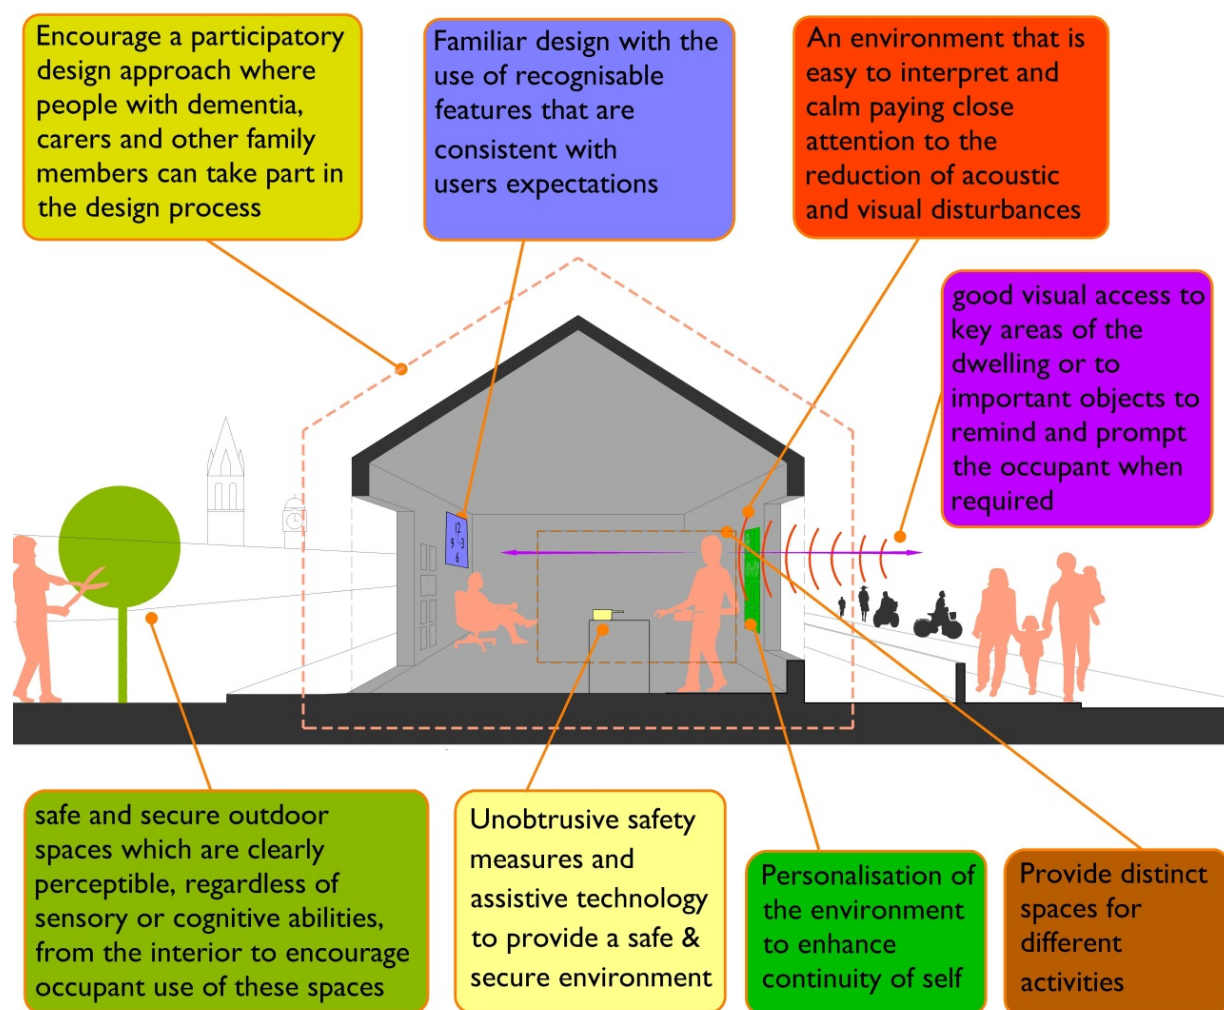 Encourage a participatory
design approach where
people with dementia,
carers and other family
members can take part in
the design process
Familiar design with the
use of recognisable
features that are
consistent with
users expectations
An environment that is
easy to interpret and
calm paying close
attention to the
reduction of acoustic
and visual disturbances
good visual access to
key areas of the
dwelling or to
important objects to
remind and prompt
the occupant when
required
12
9 3
6
safe and secure outdoor
spaces which are clearly
perceptible, regardless of
sensory or cognitive abilities,
from the interior to encourage
occupant use of these spaces
Unobtrusive safety
measures and
assistive technology
to provide a safe &
secure environment
Personalisation of
the environment
to enhance
continuity of self
Provide distinct
spaces for
different
activities